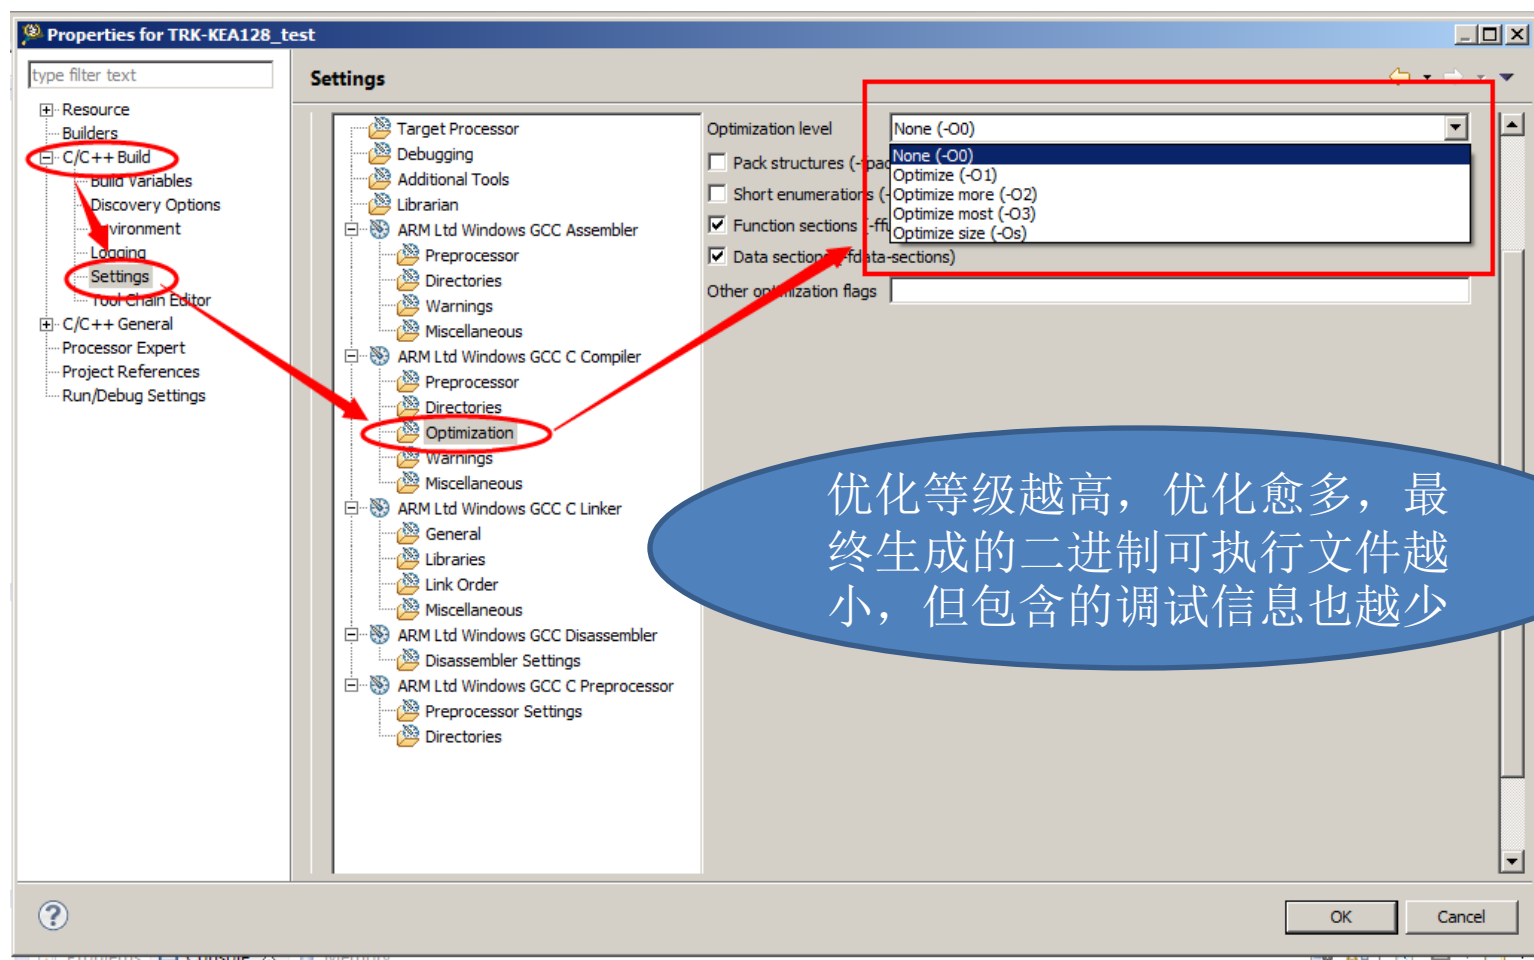 Properties for TRK-KEA128_test
type filter text
Settings
Resource
Builders
C/C++ Build
Build Variables
Discovery Options
Logging
Settings
Tool Chain Editor
C/C++ General
Processor Expert
Project References
Run/Debug Settings
Target Processor
Debugging
Additional Tools
Librarian
ARM Ltd Windows GCC Assembler
Preprocessor
Directories
Warnings
Miscellaneous
ARM Ltd Windows GCC C Compiler
Preprocessor
Directories
Optimization
Warnings
Miscellaneous
ARM Ltd Windows GCC C Linker
General
Libraries
Link Order
Miscellaneous
ARM Ltd Windows GCC Disassembler
Disassembler Settings
ARM Ltd Windows GCC C Preprocessor
Preprocessor Settings
Directories
Optimization level
None (-O0)
None (-O0)
Optimize (-O1)
Optimize more (-O2)
Optimize most (-O3)
Optimize size (-Os)
Pack structures
Short enumerations
Function sections
Data sections (-fdata-sections)
Other optimization flags
优化等级越高，优化愈多，最
终生成的二进制可执行文件越
小，但包含的调试信息也越少
OK
Cancel